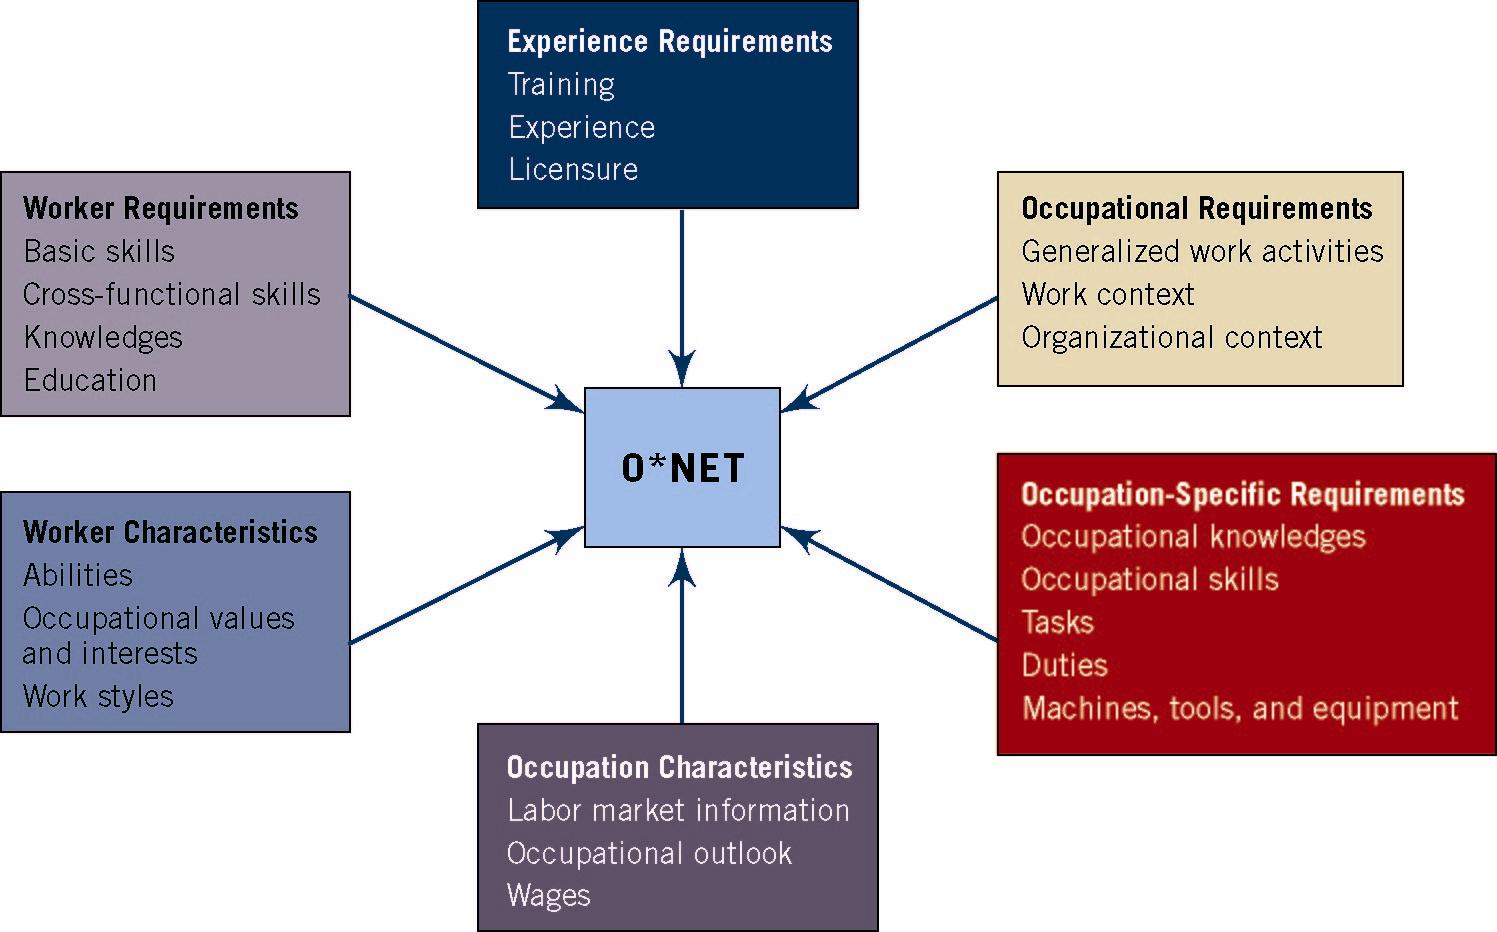 Experience Requirements
Training
Experience
Licensure
Worker Requirements
Basic skills
Cross-functional skills
Knowledges
Education
Occupational Requirements
Generalized work activities
Work context
Organizational context
O*NET
Worker Characteristics
Abilities
Occupational values
and interests
Work styles
Occupation-Specific Requirements
Occupational knowledges
Occupational skills
Tasks
Duties
Machines, tools, and equipment
Occupation Characteristics
Labor market information
Occupational outlook
Wages